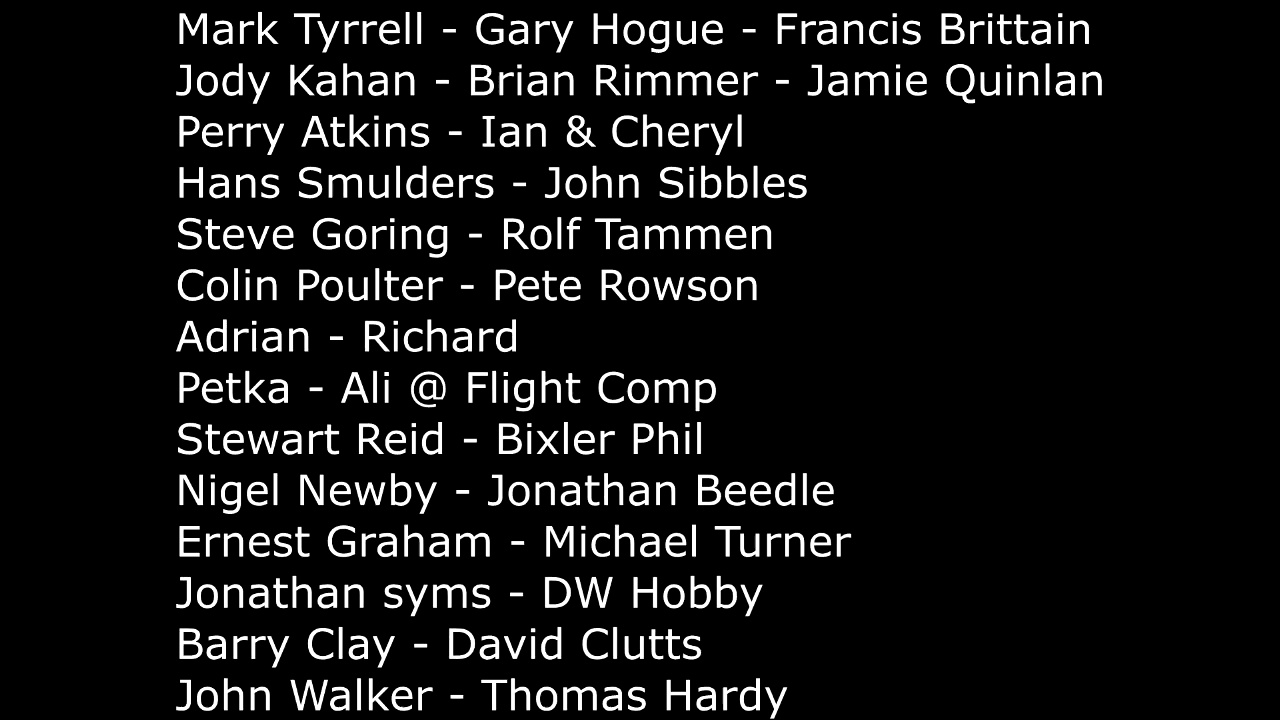 Mark Tyrrell - Gary Hogue - Francis Brittain
Jody Kahan - Brian Rimmer - Jamie Quinlan
Perry Atkins - Ian & Cheryl
Hans Smulders - John Sibbles
Steve Goring - Rolf Tammen
Colin Poulter - Pete Rowson
Adrian - Richard
Petka - Ali @ Flight Comp
Stewart Reid - Bixler Phil
Nigel Newby - Jonathan Beedle
Ernest Graham - Michael Turner
Jonathan syms - DW Hobby
Barry Clay - David Clutts
John Walker - Thomas Hardy